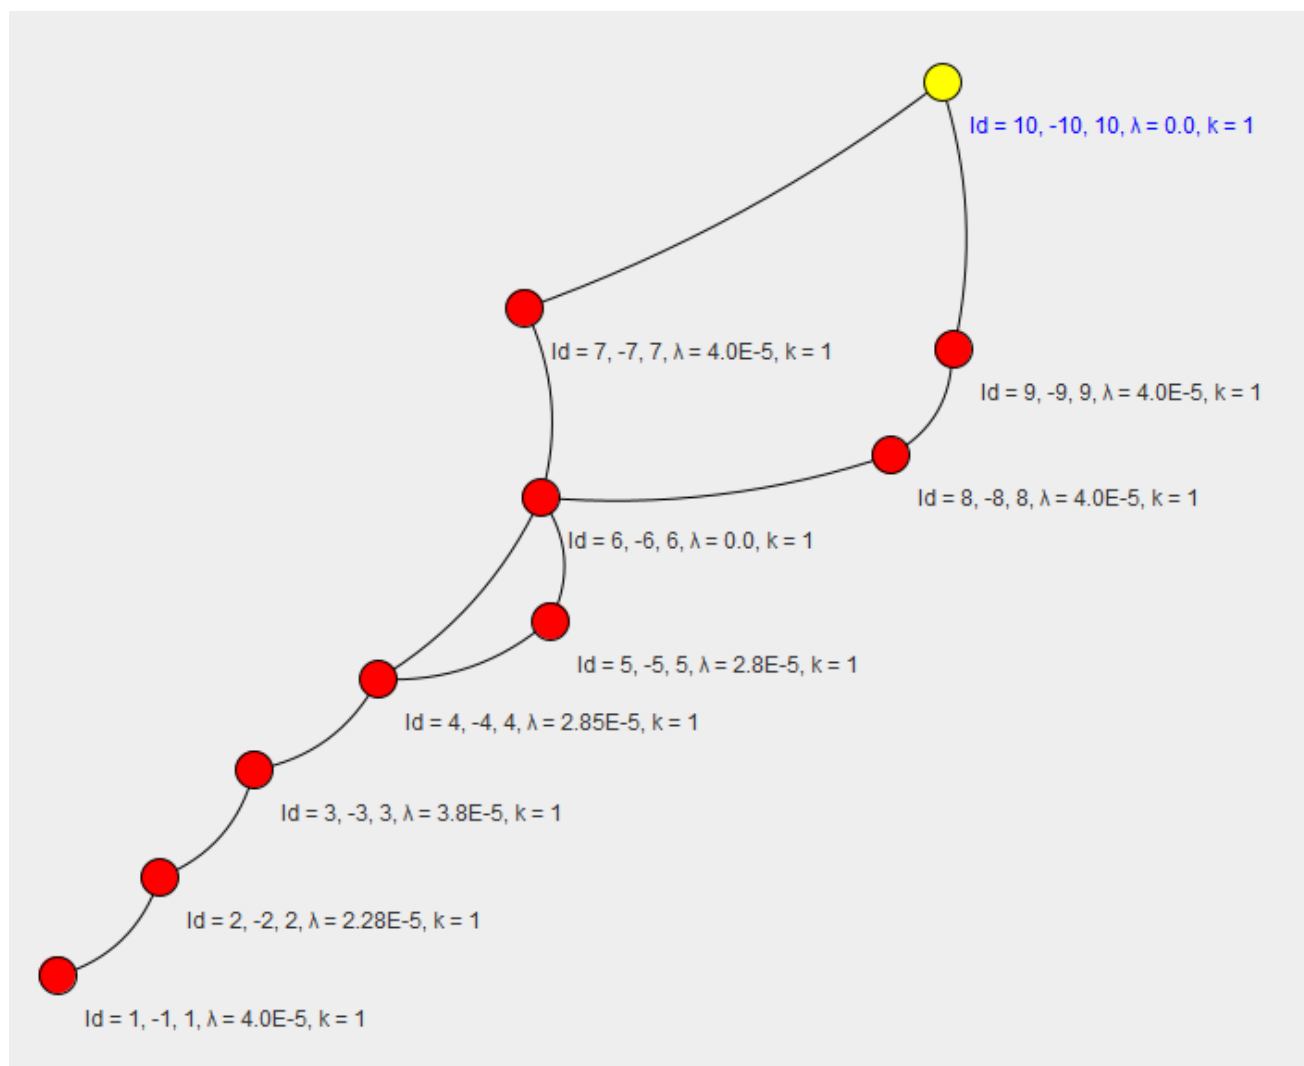 Id = 10, -10, 10, λ = 0.0, k = 1
Id = 7, -7, 7, λ = 4.0E-5, k = 1
Id = 9, -9, 9, λ = 4.0E-5, k = 1
Id = 8, -8, 8, λ = 4.0E-5, k = 1
Id = 6, -6, 6, λ = 0.0, k = 1
Id = 5, -5, 5, λ = 2.8E-5, k = 1
Id = 4, -4, 4, λ = 2.85E-5, k = 1
Id = 3, -3, 3, λ = 3.8E-5, k = 1
Id = 2, -2, 2, λ = 2.28E-5, k = 1
Id = 1, -1, 1, λ = 4.0E-5, k = 1